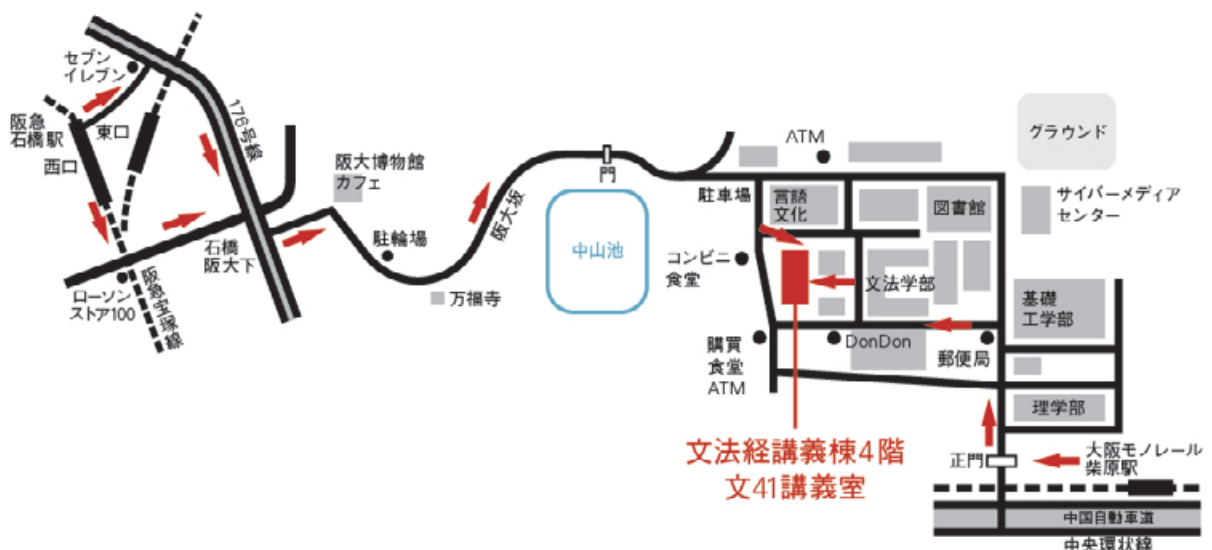 セブン
イレブン
阪急
石橋駅
東口
西口
176号線
ローソン
ストア100
阪急宝塚線
石橋
阪大下
阪大博物館
カフェ
駐輪場
万福寺
阪大坂
門
中山池
ATM
駐車場
言語
文化
図書館
グラウンド
サイバーメディア
センター
コンビニ
食堂
文法学部
基礎
工学部
購買
食堂
ATM
DonDon
郵便局
理学部
文法経講義棟4階
文41講義室
正門
大阪モノレール
柴原駅
中国自動車道
中央環状線